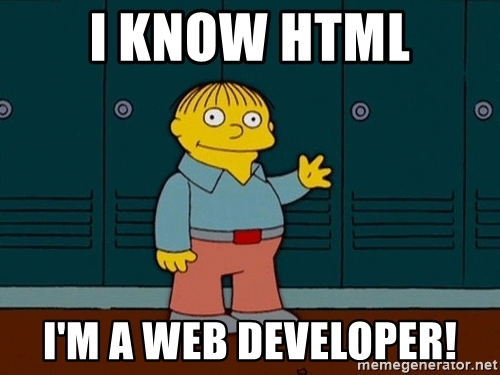 I KNOW HTML
I'M A WEB DEVELOPER!
memegenerator.net